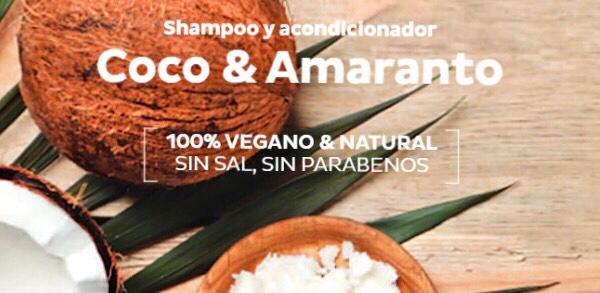 Shampoo y acondicionador
Coco & Amaranto
100% VEGANO & NATURAL
SIN SAL, SIN PARABENOS